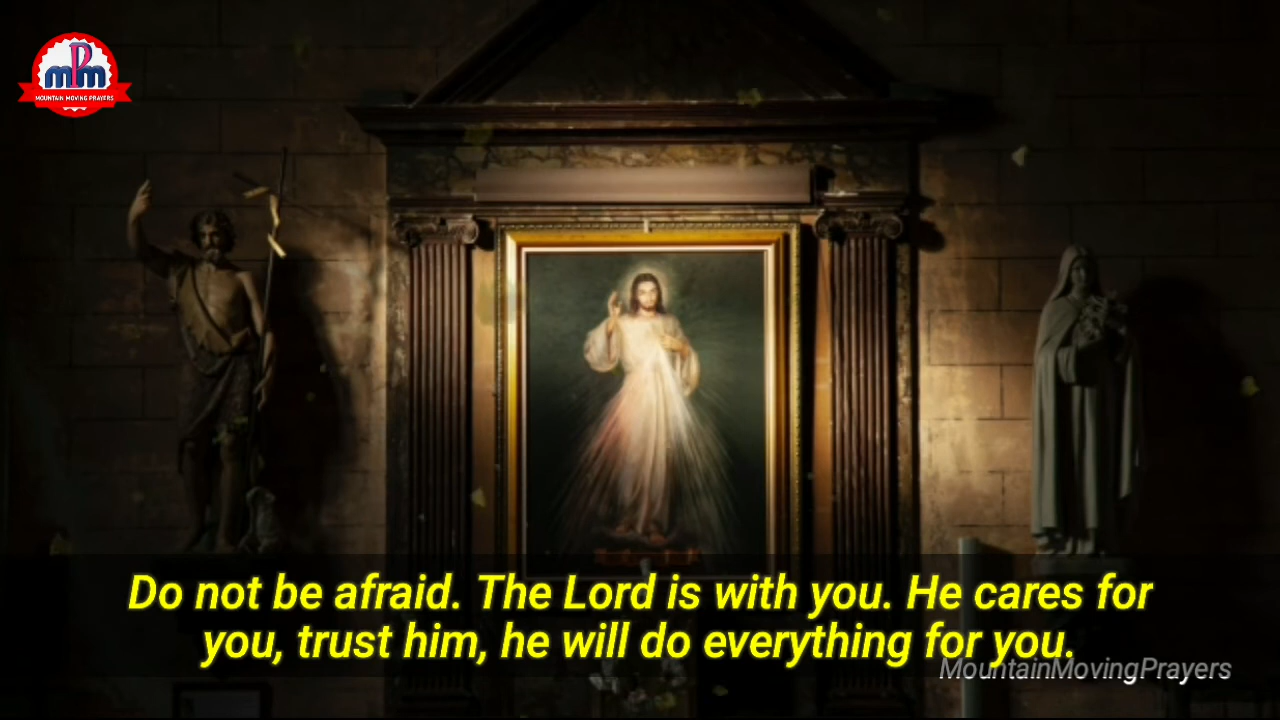 mPm
MOUNTAIN MOVING PRAYERS
Do not be afraid. The Lord is with you. He cares for
you, trust him, he will do everything for you.
MountainMovingPrayers